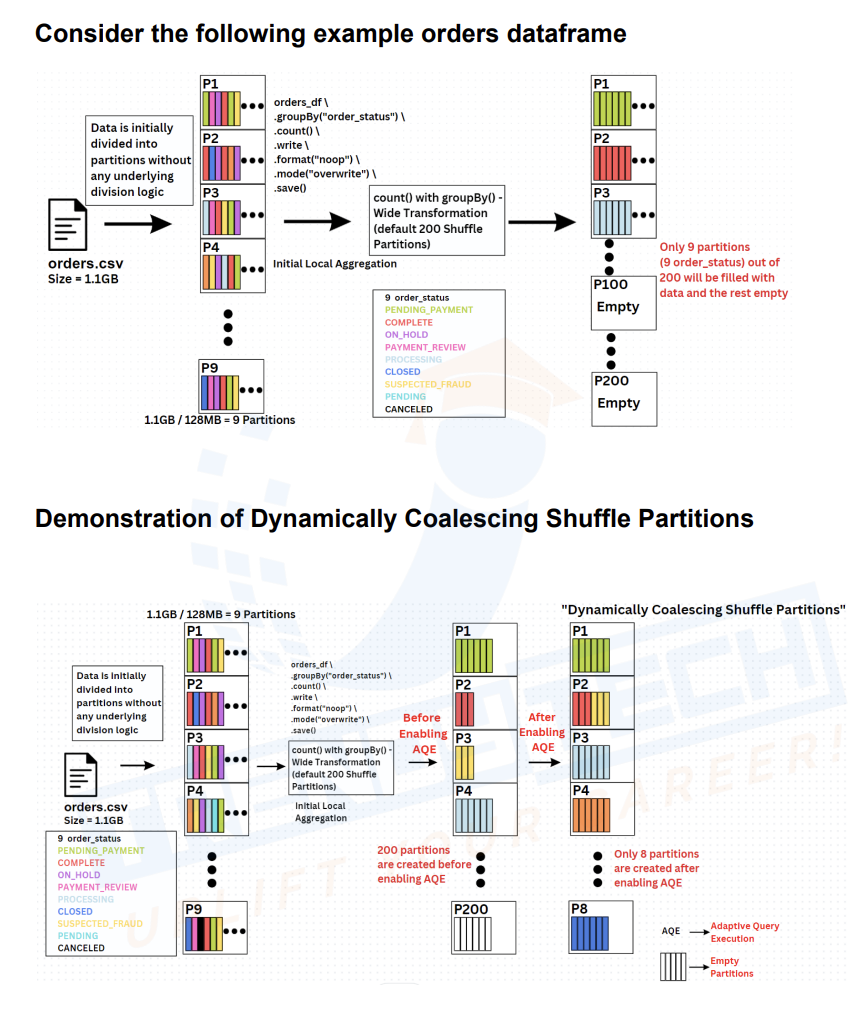 Consider the following example orders dataframe
P1
P2
P3
P4
P9
Data is initially
divided into
partitions without
any underlying
division logic
orders.csv
Size = 1.1GB
1.1GB / 128MB = 9 Partitions
orders_df \
.groupBy("order_status") \
.count() \
.write \
.format("noop") \
.mode("overwrite") \
.save()
Initial Local Aggregation
count() with groupBy() -
Wide Transformation
(default 200 Shuffle
Partitions)
9 order_status
PENDING_PAYMENT
COMPLETE
ON_HOLD
PAYMENT_REVIEW
PROCESSING
CLOSED
SUSPECTED_FRAUD
PENDING
CANCELED
P1
P2
P3
P100
Empty
P200
Empty
Only 9 partitions
(9 order_status) out of
200 will be filled with
data and the rest empty
Demonstration of Dynamically Coalescing Shuffle Partitions
1.1GB / 128MB = 9 Partitions
"Dynamically Coalescing Shuffle Partitions"
Data is initially
divided into
partitions without
any underlying
division logic
orders.csv
Size = 1.1GB
9 order_status
PENDING_PAYMENT
COMPLETE
ON_HOLD
PAYMENT_REVIEW
PROCESSING
CLOSED
SUSPECTED_FRAUD
PENDING
CANCELED
P1
P2
P3
P4
P9
orders_df \
.groupBy("order_status") \
.count() \
.write \
.format("noop") \
.mode("overwrite") \
.save()
count() with groupBy() -
Wide Transformation
(default 200 Shuffle
Partitions)
Initial Local
Aggregation
Before
Enabling
AQE
200 partitions
are created before
enabling AQE
P1
P2
P3
P4
P200
After
Enabling
AQE
P1
P2
P3
P4
P8
Only 8 partitions
are created after
enabling AQE
AQE
Adaptive Query
Execution
Empty
Partitions